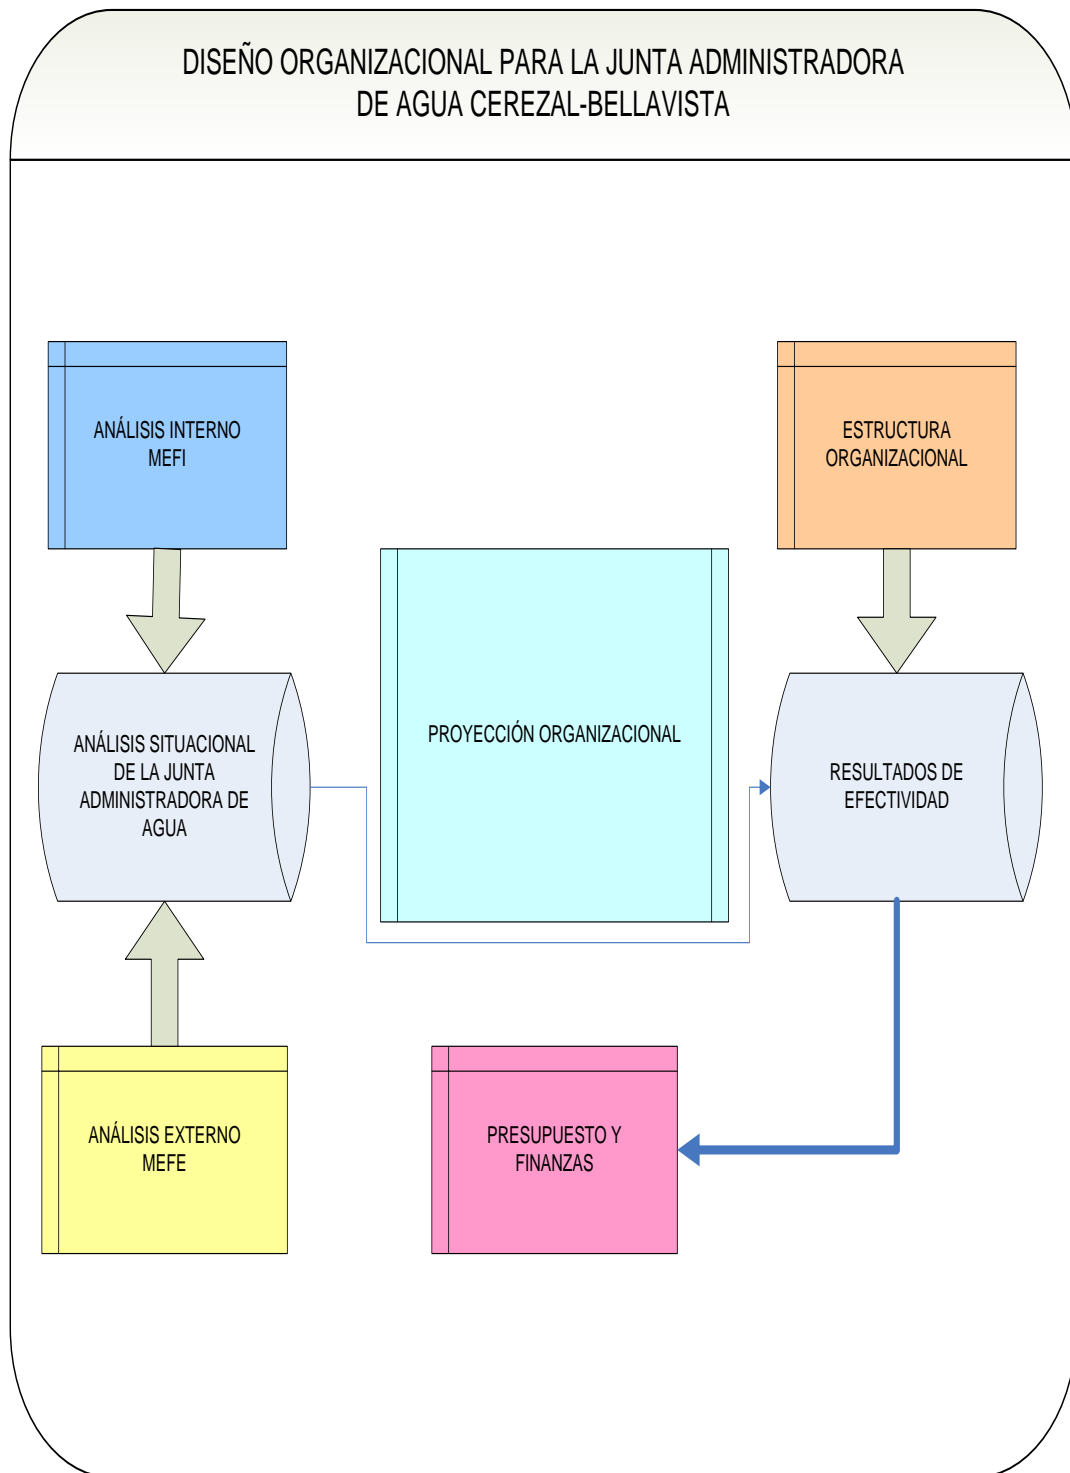 DISEÑO ORGANIZACIONAL PARA LA JUNTA ADMINISTRADORA
DE AGUA CEREZAL-BELLAVISTA
ANÁLISIS INTERNO
MEFI
ESTRUCTURA
ORGANIZACIONAL
ANÁLISIS SITUACIONAL
DE LA JUNTA
ADMINISTRADORA DE
AGUA
PROYECCIÓN ORGANIZACIONAL
RESULTADOS DE
EFECTIVIDAD
ANÁLISIS EXTERNO
MEFE
PRESUPUESTO Y
FINANZAS